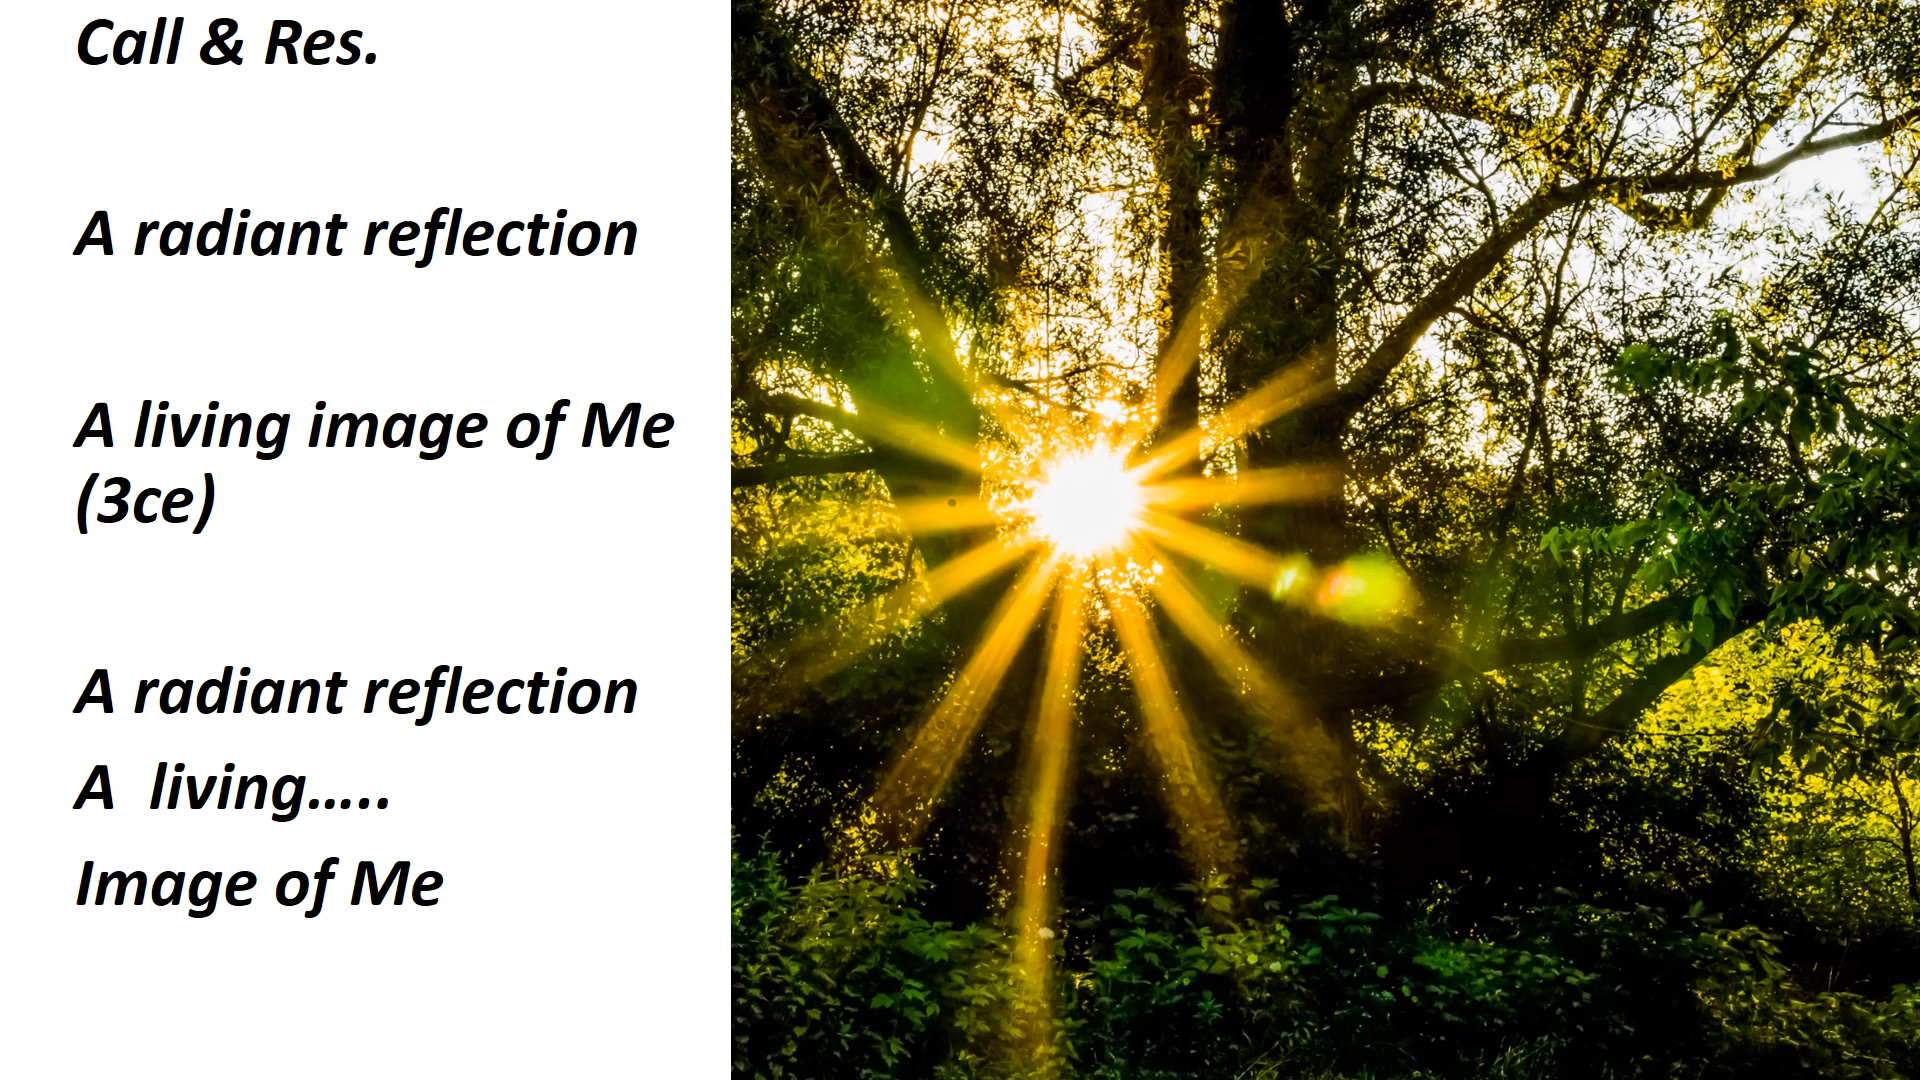 Call & Res.
A radiant reflection
A living image of Me
(3ce)
A radiant reflection
A  living…..
Image of Me